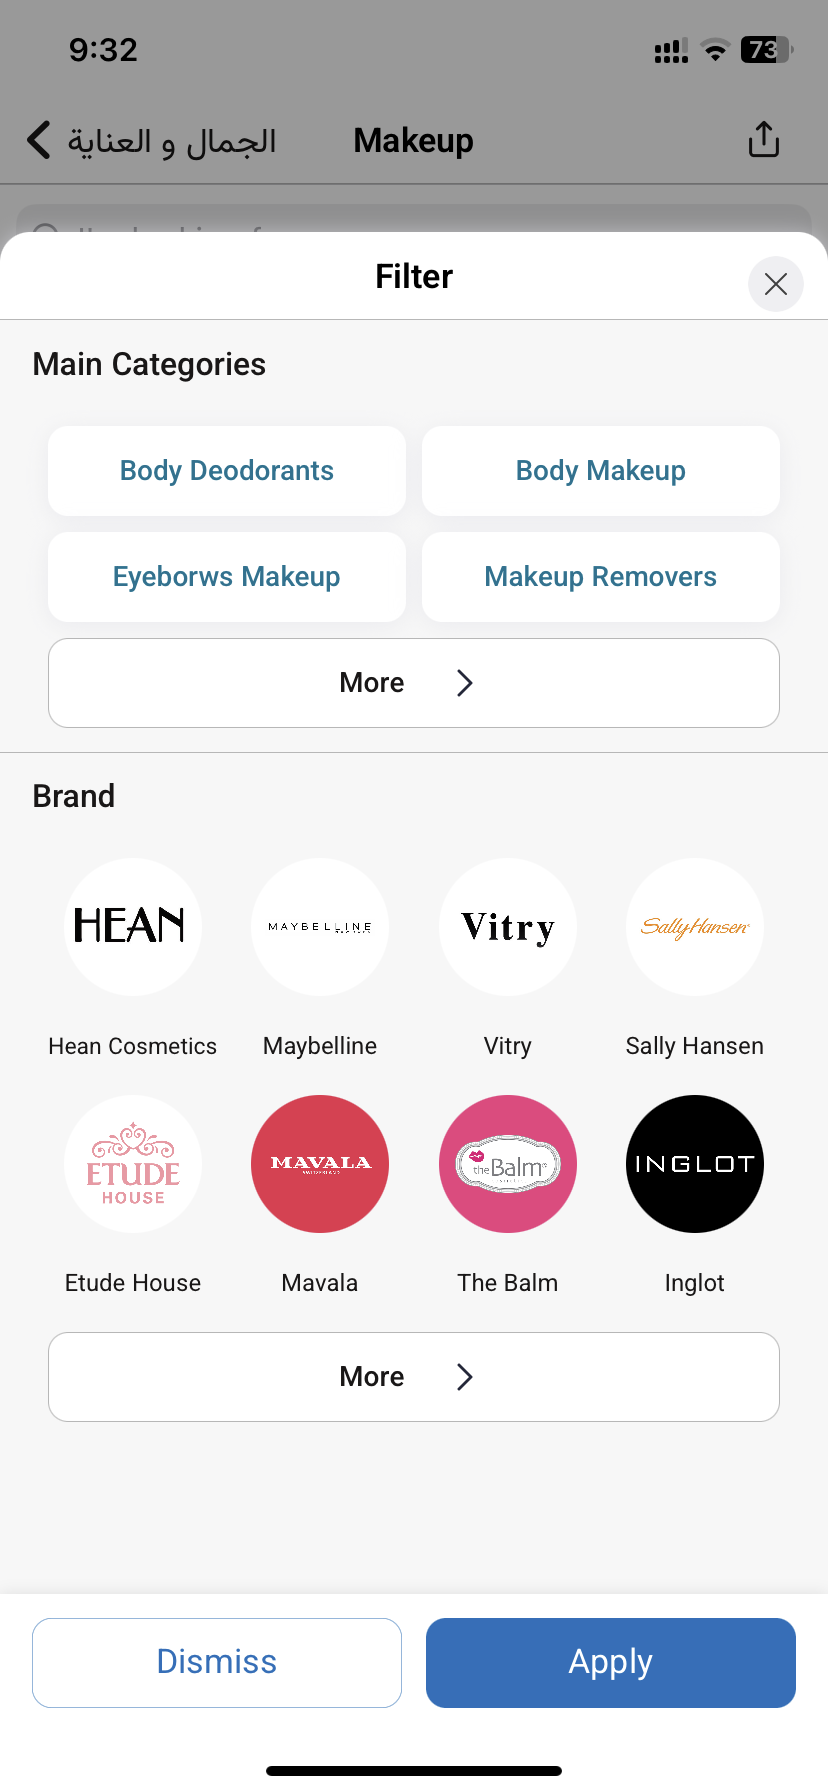 9:32
73
الجمال و العناية
Makeup
Filter
Main Categories
Body Deodorants
Body Makeup
Eyeborws Makeup
Makeup Removers
More
Brand
HEAN
MAYBELLINE
Vitry
Sally Hansen
Hean Cosmetics
Maybelline
Vitry
Sally Hansen
ETUDE
HOUSE
MAVALA
SWITZERLAND
theBalm®
INGLOT
Etude House
Mavala
The Balm
Inglot
More
Dismiss
Apply